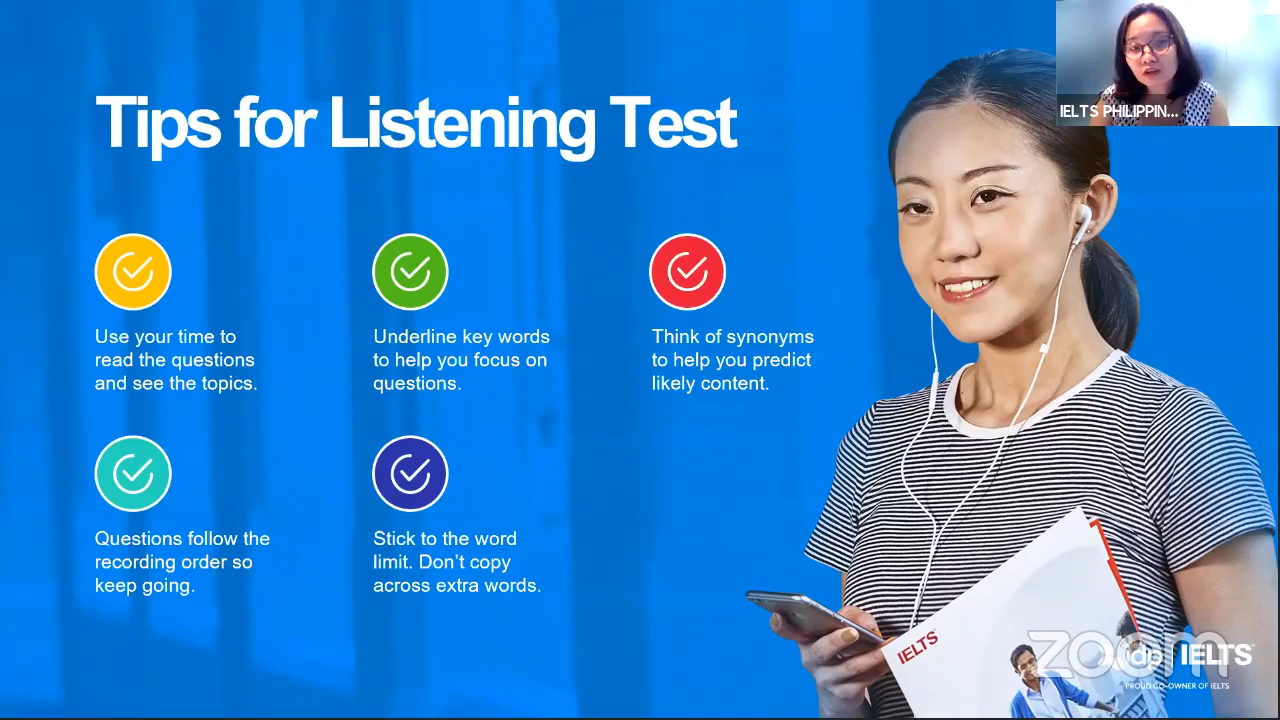 Tips for Listening Test
IELTS PHILIPPIN...
Use your time to
read the questions
and see the topics.
Underline key words
to help you focus on
questions.
Think of synonyms
to help you predict
likely content.
Questions follow the
recording order so
keep going.
Stick to the word
limit. Don’t copy
across extra words.
IELTS
zoom
idp IELTS™
PROUD CO-OWNER OF IELTS